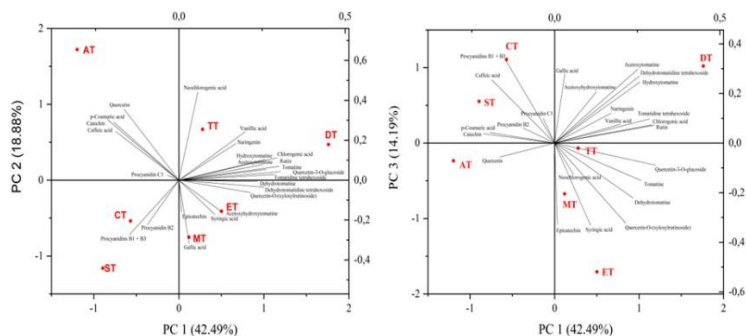 0,0
0,5
AT
2
0,6
Neochlorogenic acid
1
Quercetin
0,4
TT
p-Coumaric acid
Catechin
Vanillic acid
Caffeic acid
DT
Naringenin
0,2
Chlorogenic acid
Hydroxytomatine
Rutin
Acetoxytomatine
Tomatine
Procyanidin C1
Quercetin-3-O-glucoside
Tomatidine tetrahexoside
0
0,0
Dehydrotomatine
Dehydrotomatidine tetrahexoside
Quercetin-O-(xylosylrutinoside)
ET
Acetoxyhydroxytomatine
Epicatechin
Syringic acid
CT
-0,2
Procyanidin B2
Procyanidins B1 + B3
MT
Gallic acid
-1
ST
-0,4
-1
0
1
2
PC 2 (18.88%)
PC 1 (42.49%)
0,0
0,5
2
CT
Procyanidins B1 + B3
DT
0,4
1
Gallic acid
Acetoxytomatine
Caffeic acid
Dehydrotomatidine tetrahexoside
Hydroxytomatine
Acetoxyhydroxytomatine
ST
0,2
Procyanidin C1
Naringenin
Tomatidine tetrahexoside
Procyanidin B2
Vanillic acid
Chlorogenic acid
p-Coumaric acid
Rutin
Catechin
0
0,0
TT
AT
Quercetin
Quercetin-3-O-glucoside
Neochlorogenic acid
Tomatine
MT
-0,2
Dehydrotomatine
-1
Epicatechin
Syringic acid
Quercetin-O-(xylosylrutinoside)
-0,4
ET
-2
-0,6
-1
0
1
2
PC 3 (14.19%)
PC 1 (42.49%)